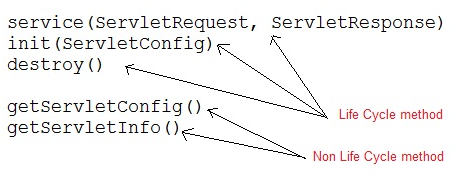 service(ServletRequest, ServletResponse)
init(ServletConfig)
destroy()
Life Cycle method
getServletConfig()
getServletInfo()
Non Life Cycle method